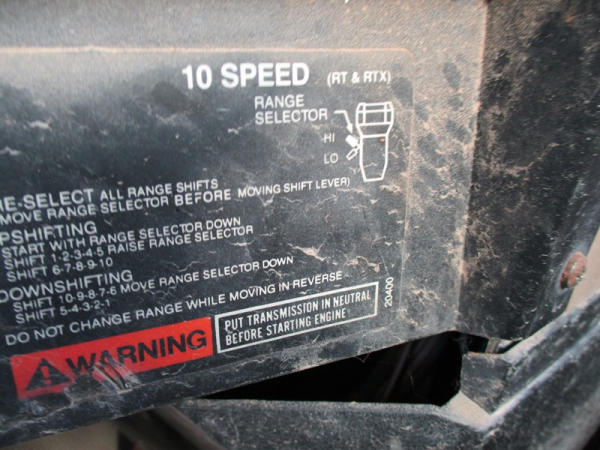 10 SPEED (RT & RTX)
RANGE
SELECTOR
HI
LO
RE-SELECT ALL RANGE SHIFTS
MOVE RANGE SELECTOR BEFORE MOVING SHIFT LEVER)
PSHIFTING
START WITH RANGE SELECTOR DOWN
SHIFT 1-2-3-4-5 RAISE RANGE SELECTOR
SHIFT 6-7-8-9-10
DOWNSHIFTING
SHIFT 10-9-8-7-6 MOVE RANGE SELECTOR DOWN
SHIFT 5-4-3-2-1
DO NOT CHANGE RANGE WHILE MOVING IN REVERSE
20400
WARNING
PUT TRANSMISSION IN NEUTRAL
BEFORE STARTING ENGINE